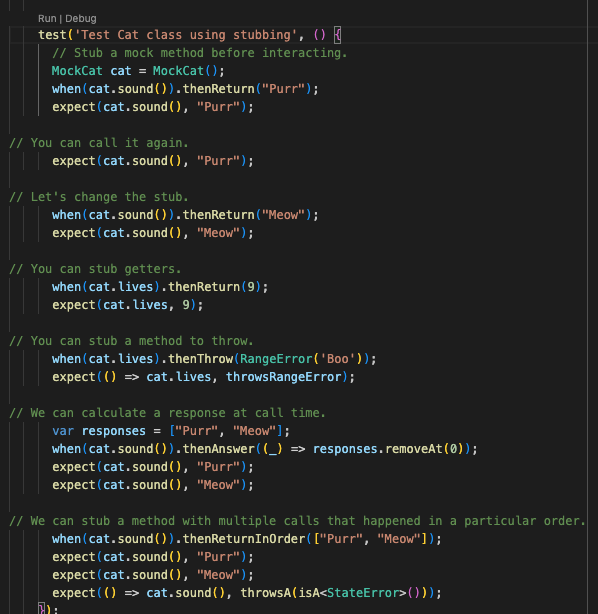 Run | Debug
test('Test Cat class using stubbing', () {
// Stub a mock method before interacting.
MockCat cat = MockCat();
when(cat.sound()).thenReturn("Purr");
expect(cat.sound(), "Purr");
// You can call it again.
expect(cat.sound(), "Purr");
// Let's change the stub.
when(cat.sound()).thenReturn("Meow");
expect(cat.sound(), "Meow");
// You can stub getters.
when(cat.lives).thenReturn(9);
expect(cat.lives, 9);
// You can stub a method to throw.
when(cat.lives).thenThrow(RangeError('Boo'));
expect(() => cat.lives, throwsRangeError);
// We can calculate a response at call time.
var responses = ["Purr", "Meow"];
when(cat.sound()).thenAnswer((_) => responses.removeAt(0));
expect(cat.sound(), "Purr");
expect(cat.sound(), "Meow");
// We can stub a method with multiple calls that happened in a particular order.
when(cat.sound()).thenReturnInOrder(["Purr", "Meow"]);
expect(cat.sound(), "Purr");
expect(cat.sound(), "Meow");
expect(() => cat.sound(), throwsA(isA<StateError>()));
});